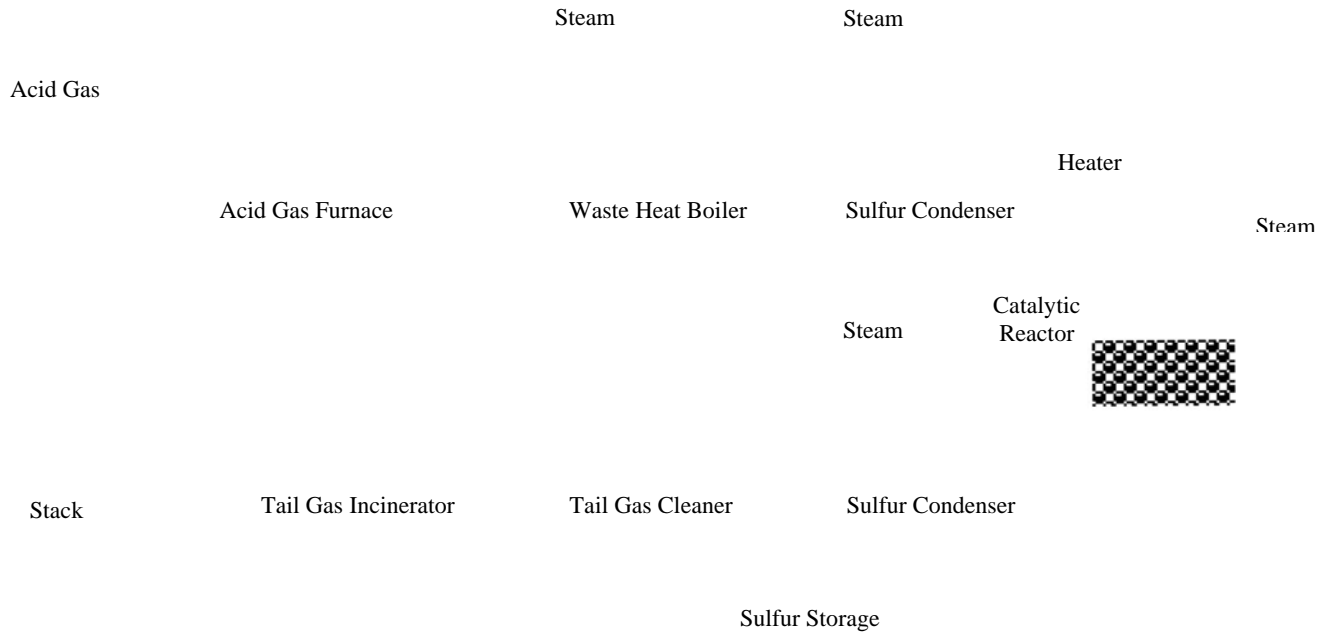 Steam
Steam
Acid Gas
Heater
Acid Gas Furnace
Waste Heat Boiler
Sulfur Condenser
Steam
Catalytic
Reactor
Steam
Stack
Tail Gas Incinerator
Tail Gas Cleaner
Sulfur Condenser
Sulfur Storage